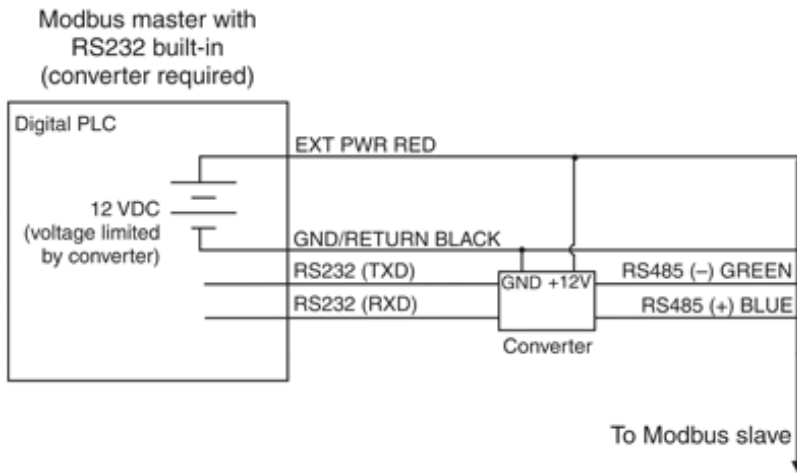 Modbus master with
RS232 built-in
(converter required)
Digital PLC
EXT PWR RED
12 VDC
(voltage limited
by converter)
GND/RETURN BLACK
RS232 (TXD)
GND +12V
RS485 (–) GREEN
RS232 (RXD)
RS485 (+) BLUE
Converter
To Modbus slave